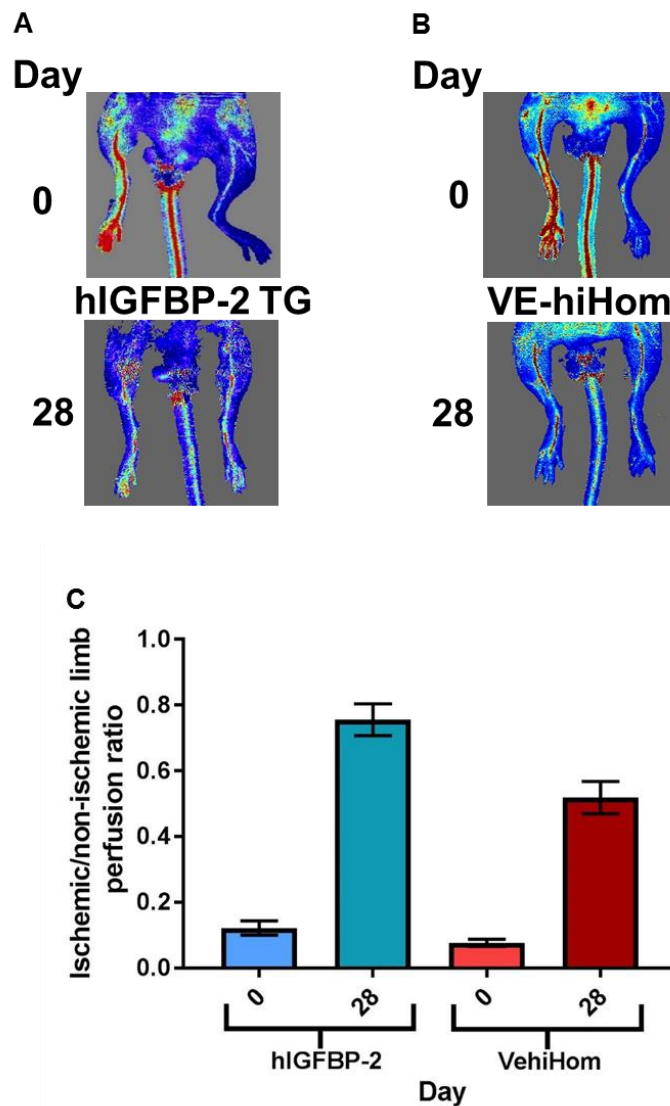 A
Day
0
hIGFBP-2 TG
28
B
Day
0
VE-hiHom
28
C
Ischemic/non-ischemic limb
perfusion ratio
1.0
0.8
0.6
0.4
0.2
0.0
0
28
0
28
hIGFBP-2
VehiHom
Day